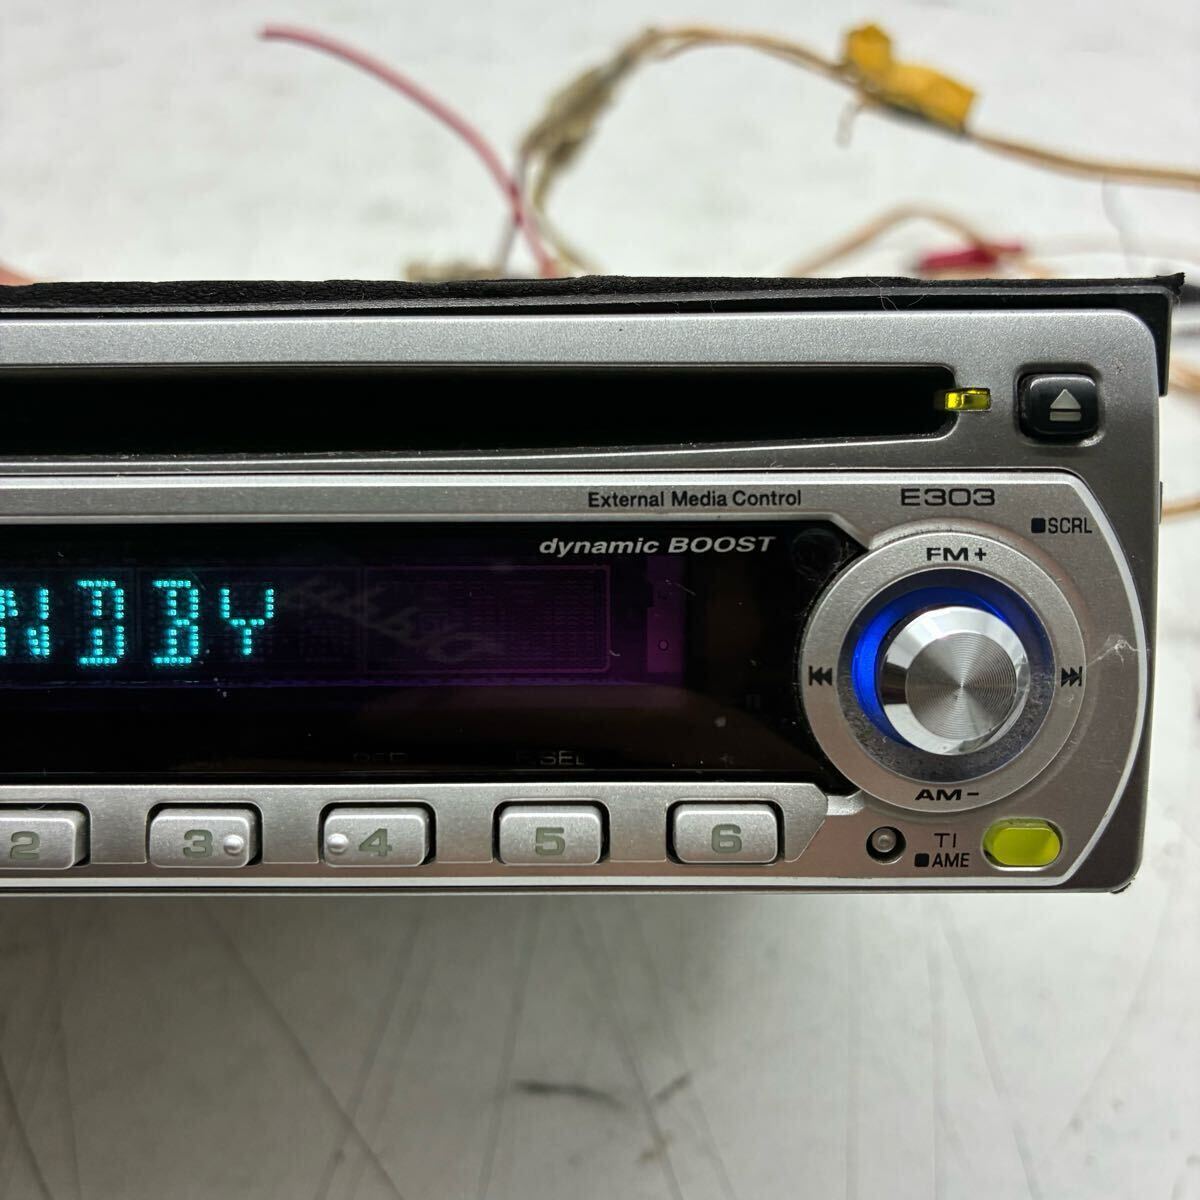 External Media Control
E303
■SCRL
dynamic BOOST
FM+
NDBY
AM-
2
3
4
5
6
TI
■AME